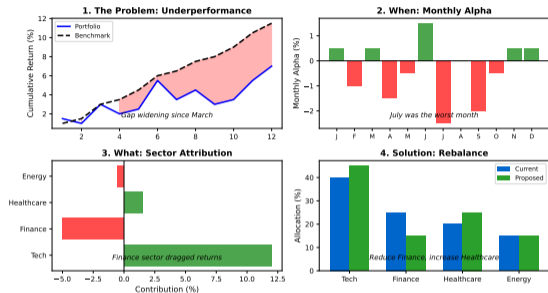 1. The Problem: Underperformance
Portfolio
Benchmark
Cumulative Return (%)
12
10
8
6
4
2
Gap widening since March
2 4 6 8 10 12
2. When: Monthly Alpha
Monthly Alpha (%)
1
0
−1
−2
July was the worst month
J F M A M J J A S O N D
3. What: Sector Attribution
Energy
Healthcare
Finance
Tech
Finance sector dragged returns
−5.0 −2.5 0.0 2.5 5.0 7.5 10.0 12.5
Contribution (%)
4. Solution: Rebalance
Current
Proposed
Allocation (%)
40
30
20
10
0
Reduce Finance, increase Healthcare
Tech Finance Healthcare Energy